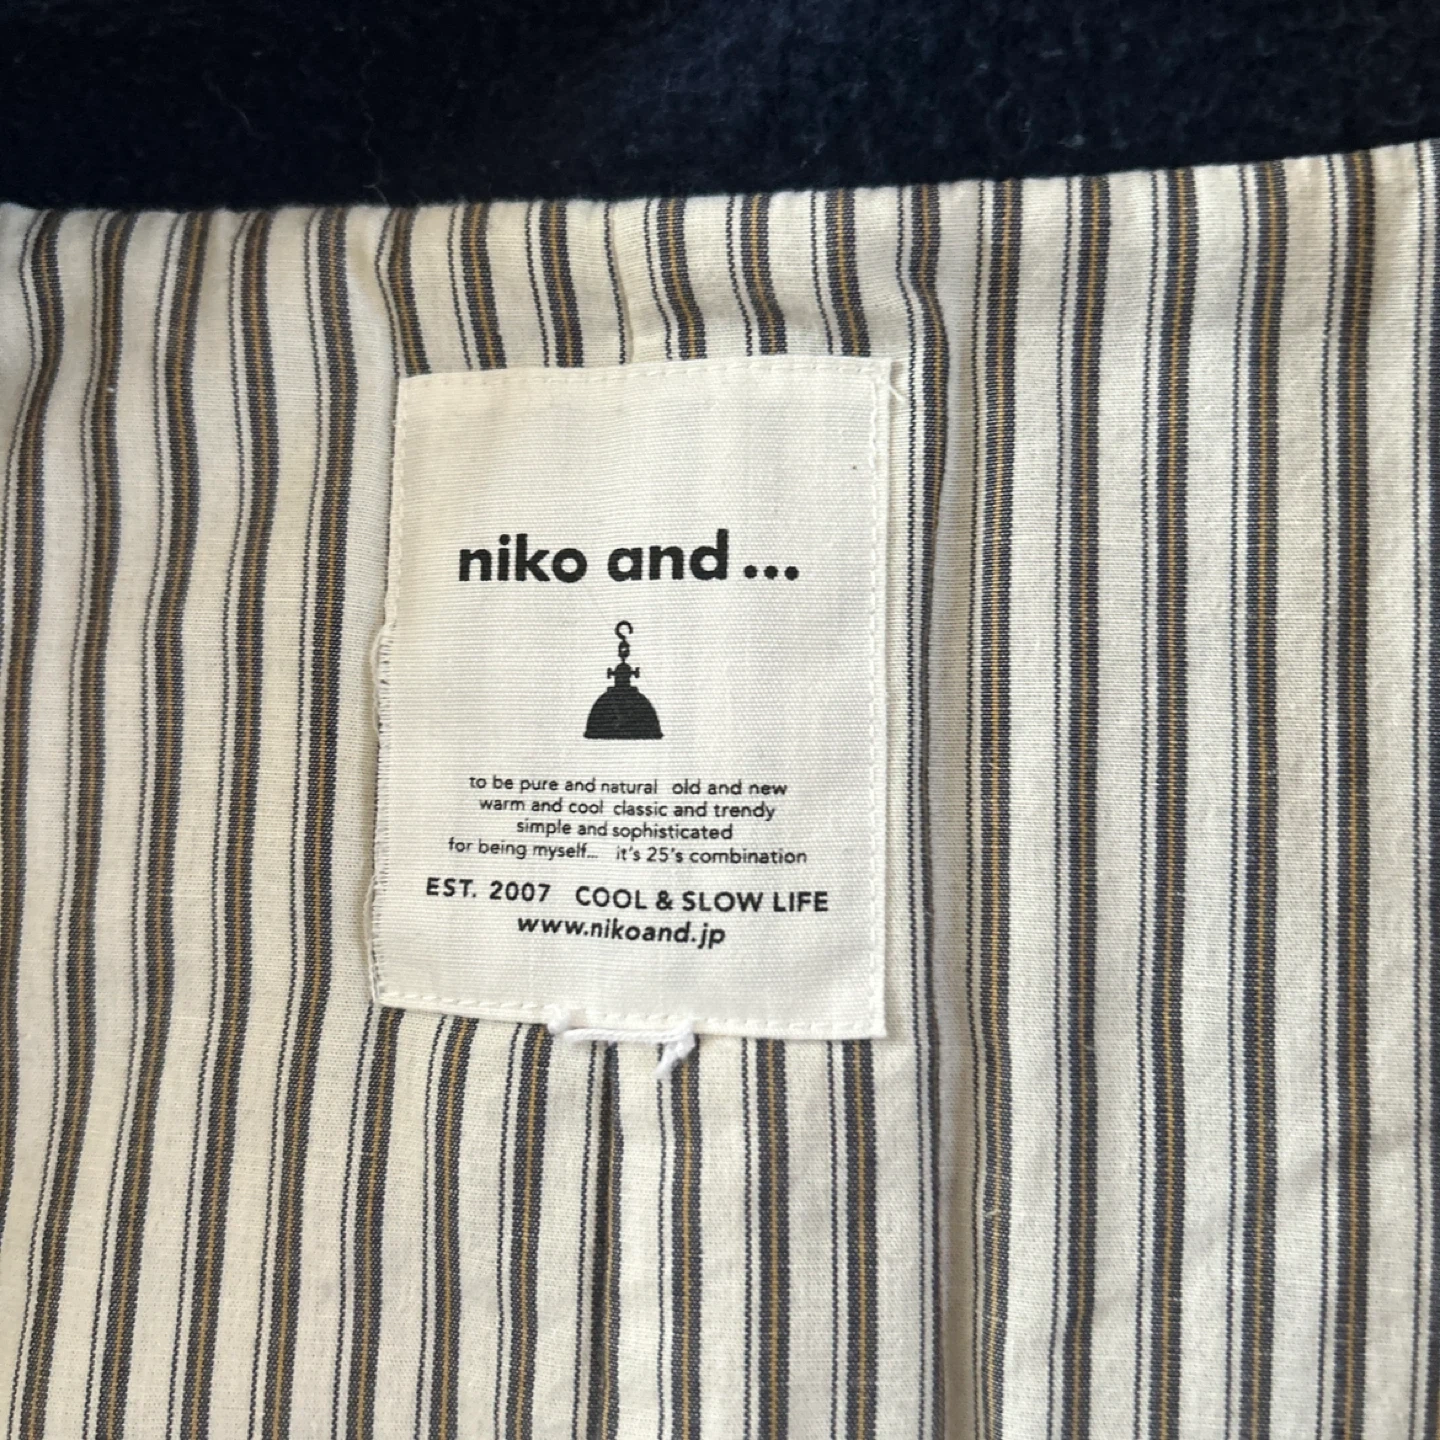 niko and...
to be pure and natural old and new
warm and cool classic and trendy
simple and sophisticated
for being myself... it's 25's combination
EST. 2007 COOL & SLOW LIFE
www.nikoand.jp